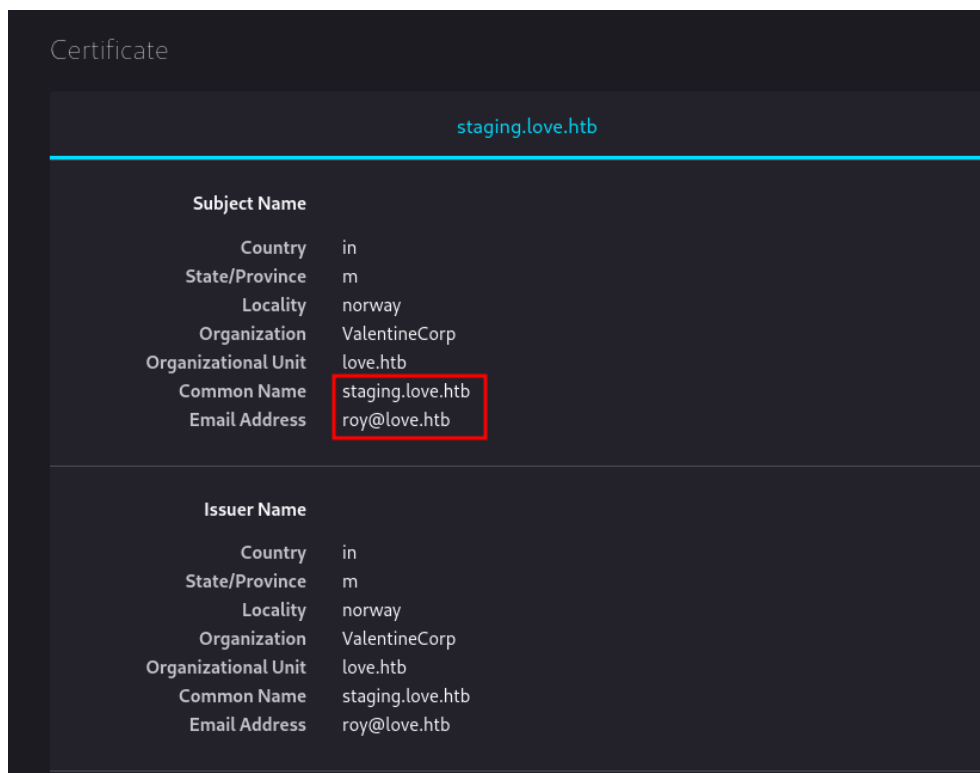 Certificate
staging.love.htb
Subject Name
Country in
State/Province m
Locality norway
Organization ValentineCorp
Organizational Unit love.htb
Common Name staging.love.htb
Email Address roy@love.htb
Issuer Name
Country in
State/Province m
Locality norway
Organization ValentineCorp
Organizational Unit love.htb
Common Name staging.love.htb
Email Address roy@love.htb